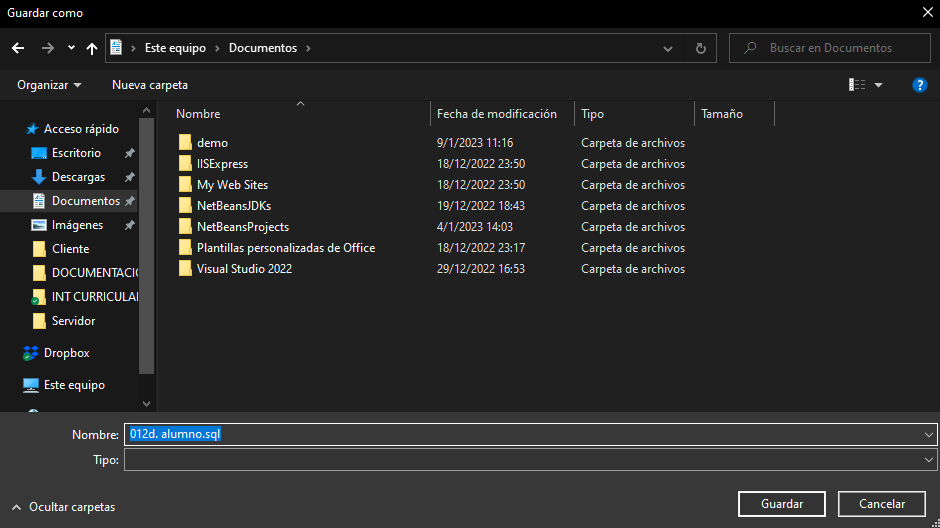 Guardar como
Este equipo > Documentos >
Buscar en Documentos
Organizar
Nueva carpeta
?
Acceso rápido
Escritorio
Descargas
Documentos
Imágenes
Cliente
DOCUMENTACIÓ
INT CURRICULAI
Servidor
Dropbox
Este equipo
Nombre Fecha de modificación Tipo Tamaño
demo 9/1/2023 11:16 Carpeta de archivos
IISExpress 18/12/2022 23:50 Carpeta de archivos
My Web Sites 18/12/2022 23:50 Carpeta de archivos
NetBeansJDKs 19/12/2022 18:43 Carpeta de archivos
NetBeansProjects 4/1/2023 14:03 Carpeta de archivos
Plantillas personalizadas de Office 18/12/2022 23:17 Carpeta de archivos
Visual Studio 2022 29/12/2022 16:53 Carpeta de archivos
Nombre: 012d. alumno.sql
Tipo:
Ocultar carpetas
Guardar
Cancelar